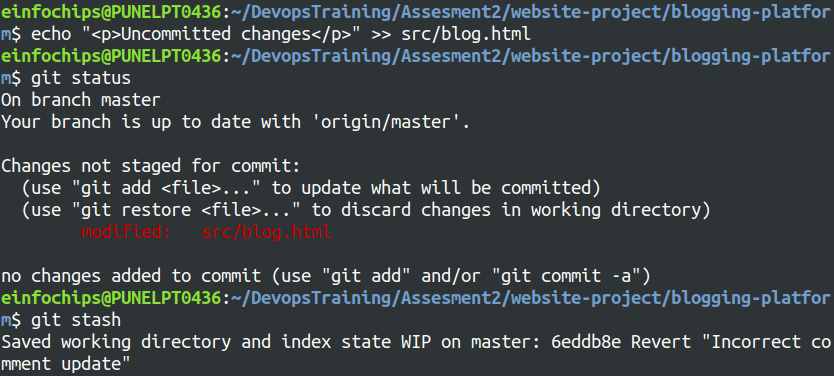 einfochips@PUNELPT0436:~/DevopsTraining/Assesment2/website-project/blogging-platfor
m$ echo "<p>Uncommitted changes</p>" >> src/blog.html
einfochips@PUNELPT0436:~/DevopsTraining/Assesment2/website-project/blogging-platfor
m$ git status
On branch master
Your branch is up to date with 'origin/master'.

Changes not staged for commit:
  (use "git add <file>..." to update what will be committed)
  (use "git restore <file>..." to discard changes in working directory)
        modified:   src/blog.html

no changes added to commit (use "git add" and/or "git commit -a")
einfochips@PUNELPT0436:~/DevopsTraining/Assesment2/website-project/blogging-platfor
m$ git stash
Saved working directory and index state WIP on master: 6eddb8e Revert "Incorrect co
mment update"